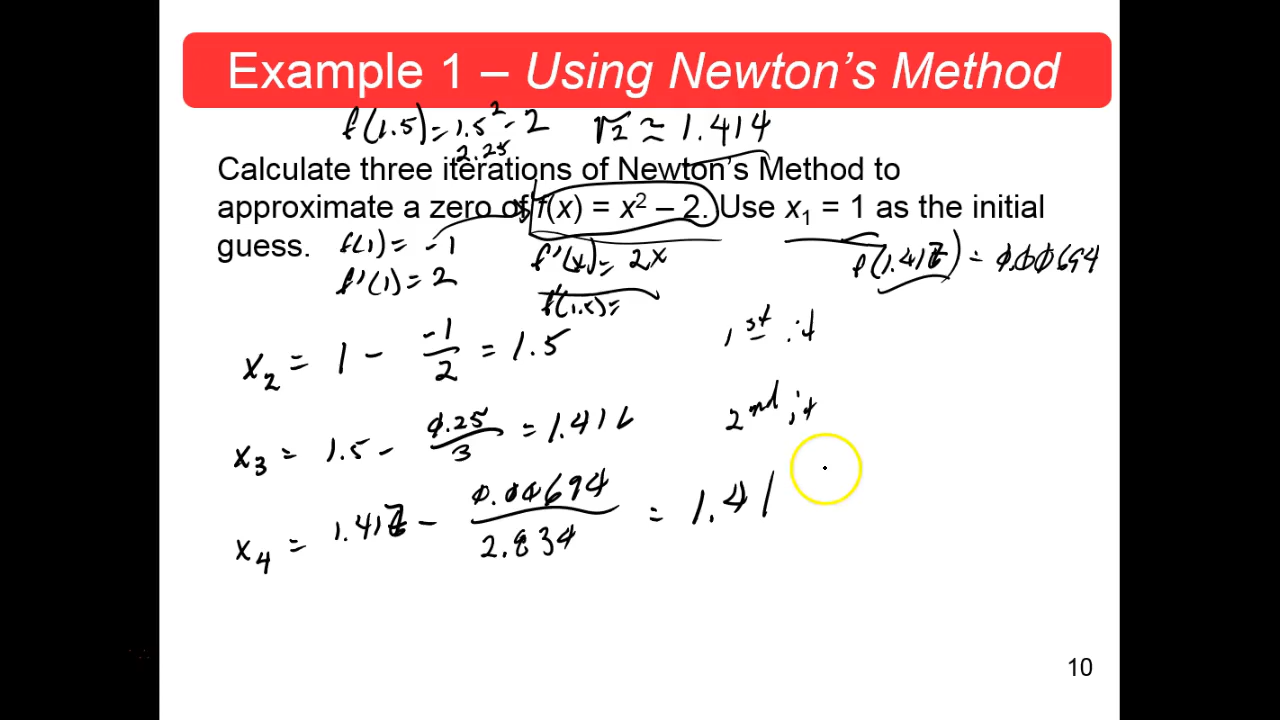 Example 1 – Using Newton's Method
f(1.5) = 1.5² - 2 √2 ≈ 1.414
2.25
Calculate three iterations of Newton's Method to
approximate a zero of f(x) = x² – 2. Use x₁ = 1 as the initial
guess. f(1) = -1 f'(x) = 2x f(1.417) = 0.00694
f'(1) = 2 f'(1.5) =
x₂ = 1 - -1/2 = 1.5 1st it
x₃ = 1.5 - 0.25/3 = 1.416 2nd it
x₄ = 1.417 - 0.00694/2.834 = 1.41
10